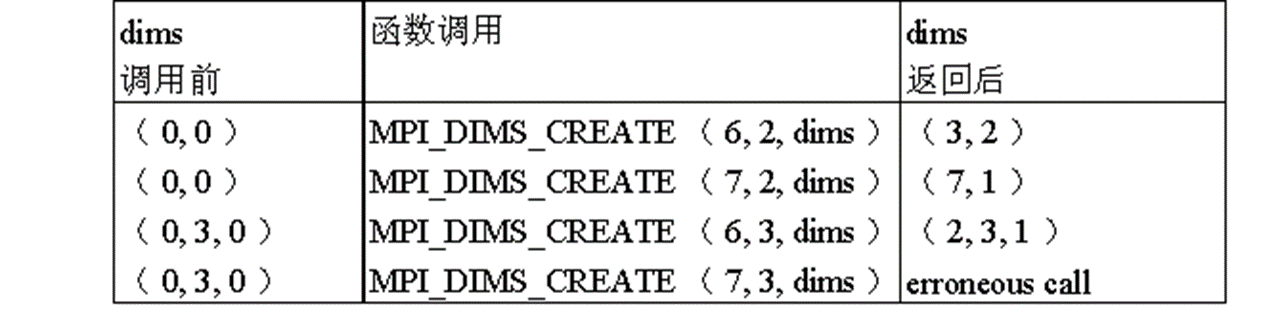 dims 函数调用 dims
调用前 返回后
（0,0） MPI_DIMS_CREATE （6,2,dims） （3,2）
（0,0） MPI_DIMS_CREATE （7,2,dims） （7,1）
（0,3,0） MPI_DIMS_CREATE （6,3,dims） （2,3,1）
（0,3,0） MPI_DIMS_CREATE （7,3,dims） erroneous call